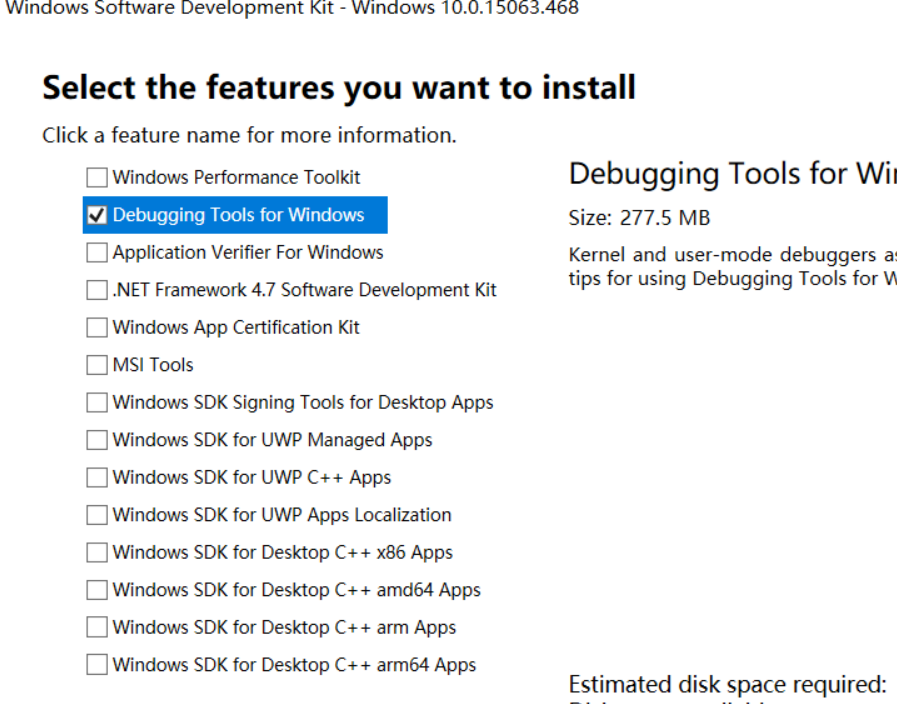 Windows Software Development Kit - Windows 10.0.15063.468
Select the features you want to install
Click a feature name for more information.
Windows Performance Toolkit
Debugging Tools for Windows
Application Verifier For Windows
.NET Framework 4.7 Software Development Kit
Windows App Certification Kit
MSI Tools
Windows SDK Signing Tools for Desktop Apps
Windows SDK for UWP Managed Apps
Windows SDK for UWP C++ Apps
Windows SDK for UWP Apps Localization
Windows SDK for Desktop C++ x86 Apps
Windows SDK for Desktop C++ amd64 Apps
Windows SDK for Desktop C++ arm Apps
Windows SDK for Desktop C++ arm64 Apps
Debugging Tools for
Size: 277.5 MB
Kernel and user-mode debuggers
tips for using Debugging Tools for
Estimated disk space required: